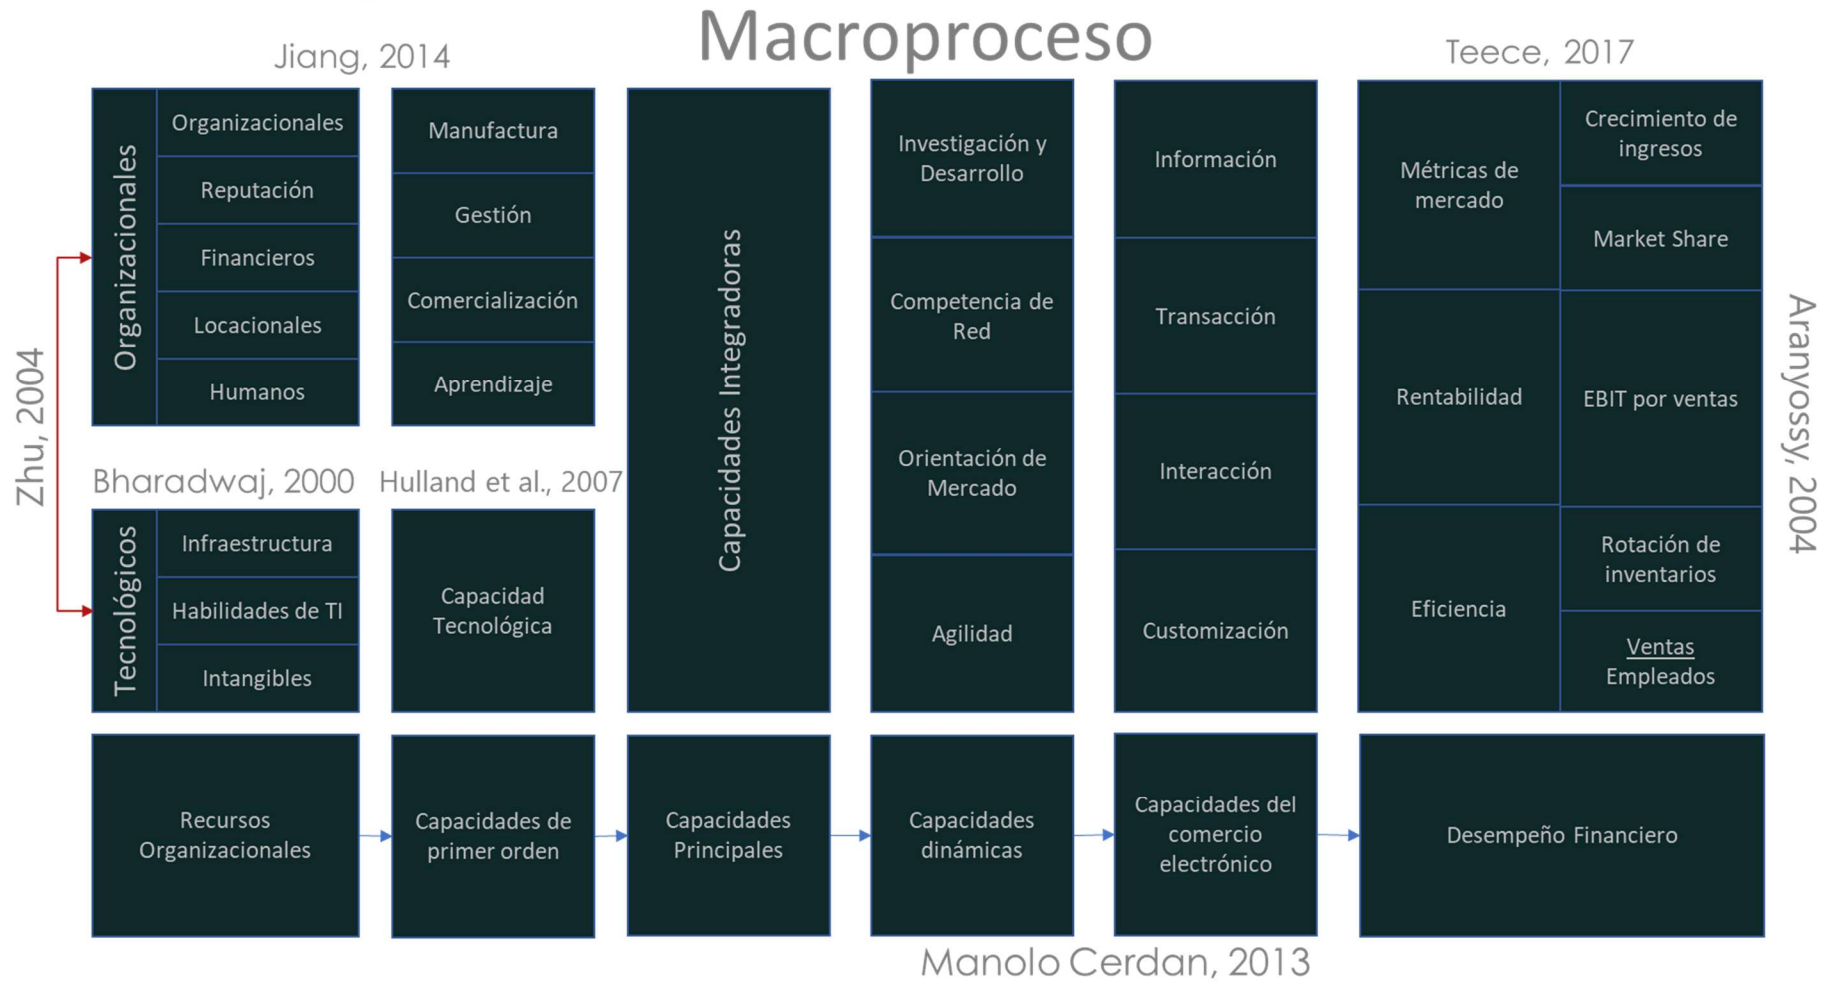 Macroproceso
Jiang, 2014
Teece, 2017
Zhu, 2004
Organizacionales
Organizacionales
Reputación
Financieros
Locacionales
Humanos
Manufactura
Gestión
Comercialización
Aprendizaje
Bharadwaj, 2000
Hulland et al., 2007
Tecnológicos
Infraestructura
Habilidades de TI
Intangibles
Capacidad
Tecnológica
Capacidades Integradoras
Investigación y
Desarrollo
Competencia de
Red
Orientación de
Mercado
Agilidad
Información
Transacción
Interacción
Customización
Métricas de
mercado
Rentabilidad
Eficiencia
Crecimiento de
ingresos
Market Share
EBIT por ventas
Rotación de
inventarios
Ventas
Empleados
Aranyossy, 2004
Recursos
Organizacionales
Capacidades de
primer orden
Capacidades
Principales
Capacidades
dinámicas
Capacidades del
comercio
electrónico
Desempeño Financiero
Manolo Cerdan, 2013